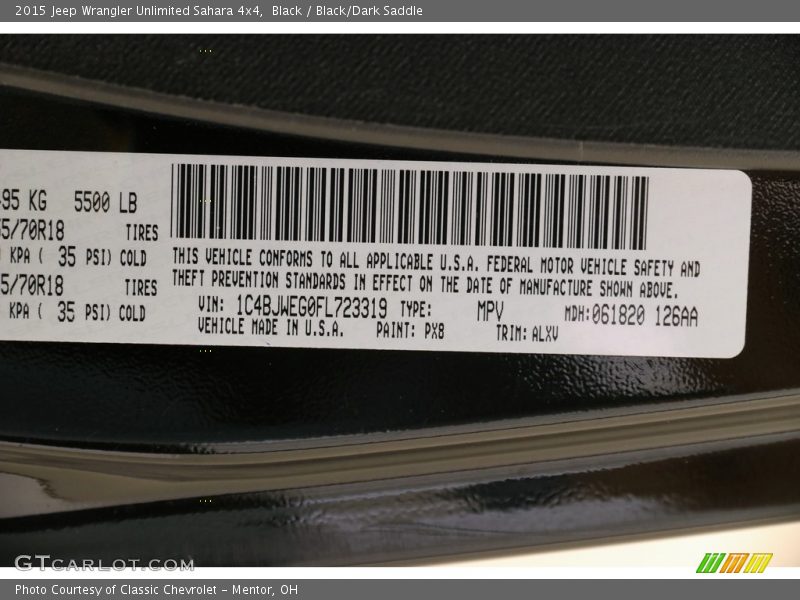 2015 Jeep Wrangler Unlimited Sahara 4x4, Black / Black/Dark Saddle
95 KG 5500 LB
5/70R18 TIRES
KPA ( 35 PSI) COLD
5/70R18 TIRES
KPA ( 35 PSI) COLD
THIS VEHICLE CONFORMS TO ALL APPLICABLE U.S.A. FEDERAL MOTOR VEHICLE SAFETY AND
THEFT PREVENTION STANDARDS IN EFFECT ON THE DATE OF MANUFACTURE SHOWN ABOVE.
VIN: 1C4BJWEG0FL723319 TYPE: MPV MDH:061820 126AA
VEHICLE MADE IN U.S.A. PAINT: PX8 TRIM: ALXV
GTCARLOT.COM
Photo Courtesy of Classic Chevrolet - Mentor, OH